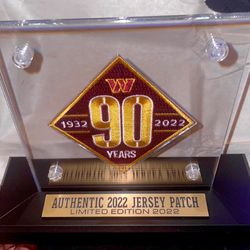 W
1932 90 2022
YEARS
AUTHENTIC 2022 JERSEY PATCH
LIMITED EDITION 2022